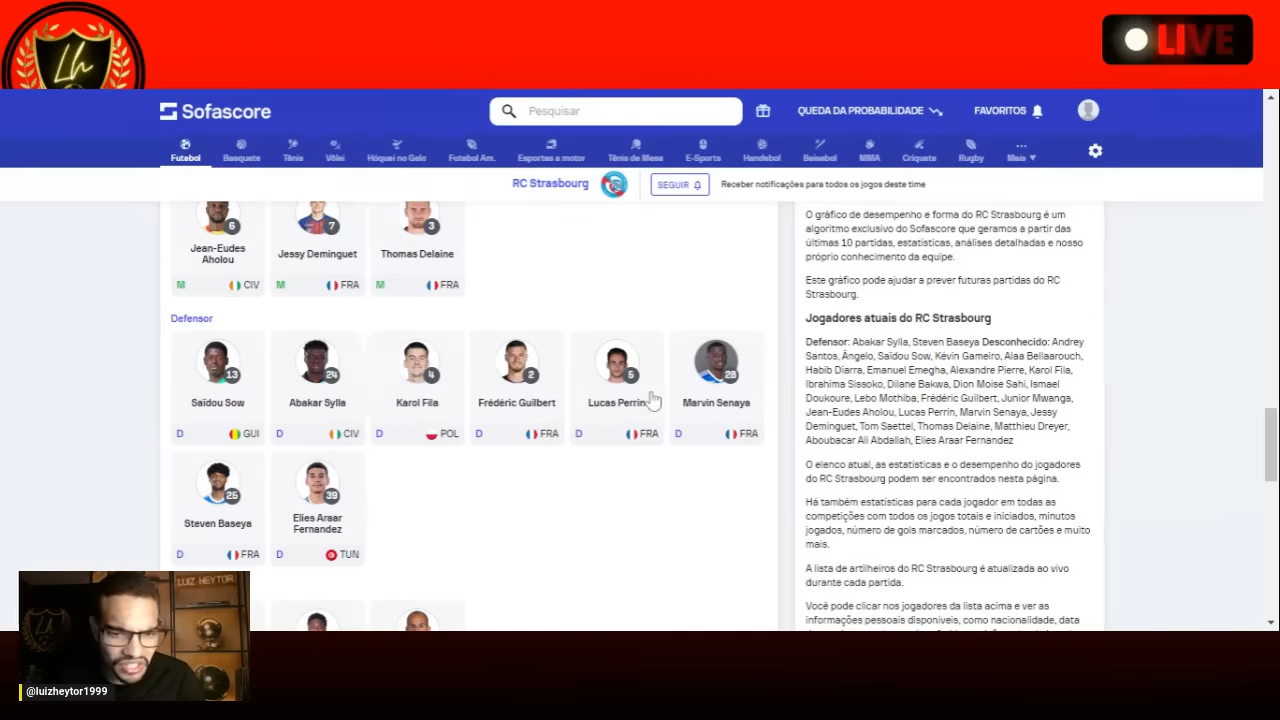 Lh
LIVE
Sofascore
Pesquisar
QUEDA DA PROBABILIDADE
FAVORITOS
Futebol
Basquete
Tênis
Vôlei
Hóquei no Gelo
Futebol Am.
Esportes a motor
Tênis de Mesa
E-Sports
Handebol
Beisebol
MMA
Críquete
Rugby
Mais
RC Strasbourg
SEGUIR
Receber notificações para todos os jogos deste time
6
Jean-Eudes
Aholou
M
CIV
7
Jessy Deminguet
M
FRA
3
Thomas Delaine
M
FRA
Defensor
13
Saïdou Sow
D
GUI
24
Abakar Sylla
D
CIV
4
Karol Fila
D
POL
2
Frédéric Guilbert
D
FRA
5
Lucas Perrin
D
FRA
28
Marvin Senaya
D
FRA
25
Steven Baseya
D
FRA
39
Elies Araar
Fernandez
D
TUN
O gráfico de desempenho e forma do RC Strasbourg é um
algoritmo exclusivo do Sofascore que geramos a partir das
últimas 10 partidas, estatísticas, análises detalhadas e nosso
próprio conhecimento da equipe.
Este gráfico pode ajudar a prever futuras partidas do RC
Strasbourg.
Jogadores atuais do RC Strasbourg
Defensor: Abakar Sylla, Steven Baseya Desconhecido: Andrey
Santos, Ângelo, Saïdou Sow, Kévin Gameiro, Alaa Bellaarouch,
Habib Diarra, Emanuel Emegha, Alexandre Pierre, Karol Fila,
Ibrahima Sissoko, Dilane Bakwa, Dion Moise Sahi, Ismael
Doukoure, Lebo Mothiba, Frédéric Guilbert, Junior Mwanga,
Jean-Eudes Aholou, Lucas Perrin, Marvin Senaya, Jessy
Deminguet, Tom Saettel, Thomas Delaine, Matthieu Dreyer,
Aboubacar Ali Abdallah, Elies Araar Fernandez
O elenco atual, as estatísticas e o desempenho do jogadores
do RC Strasbourg podem ser encontrados nesta página.
Há também estatísticas para cada jogador em todas as
competições com todos os jogos totais e iniciados, minutos
jogados, número de gols marcados, número de cartões e muito
mais.
A lista de artilheiros do RC Strasbourg é atualizada ao vivo
durante cada partida.
Você pode clicar nos jogadores da lista acima e ver as
informações pessoais disponíveis, como nacionalidade, data
LUIZ HEYTOR
@luizheytor1999